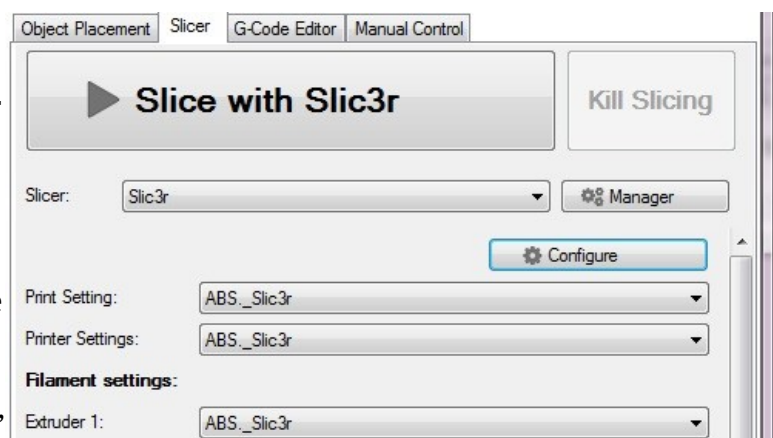 Object Placement Slicer G-Code Editor Manual Control
Slice with Slic3r Kill Slicing
Slicer: Slic3r Manager
Configure
Print Setting: ABS._Slic3r
Printer Settings: ABS._Slic3r
Filament settings:
Extruder 1: ABS._Slic3r